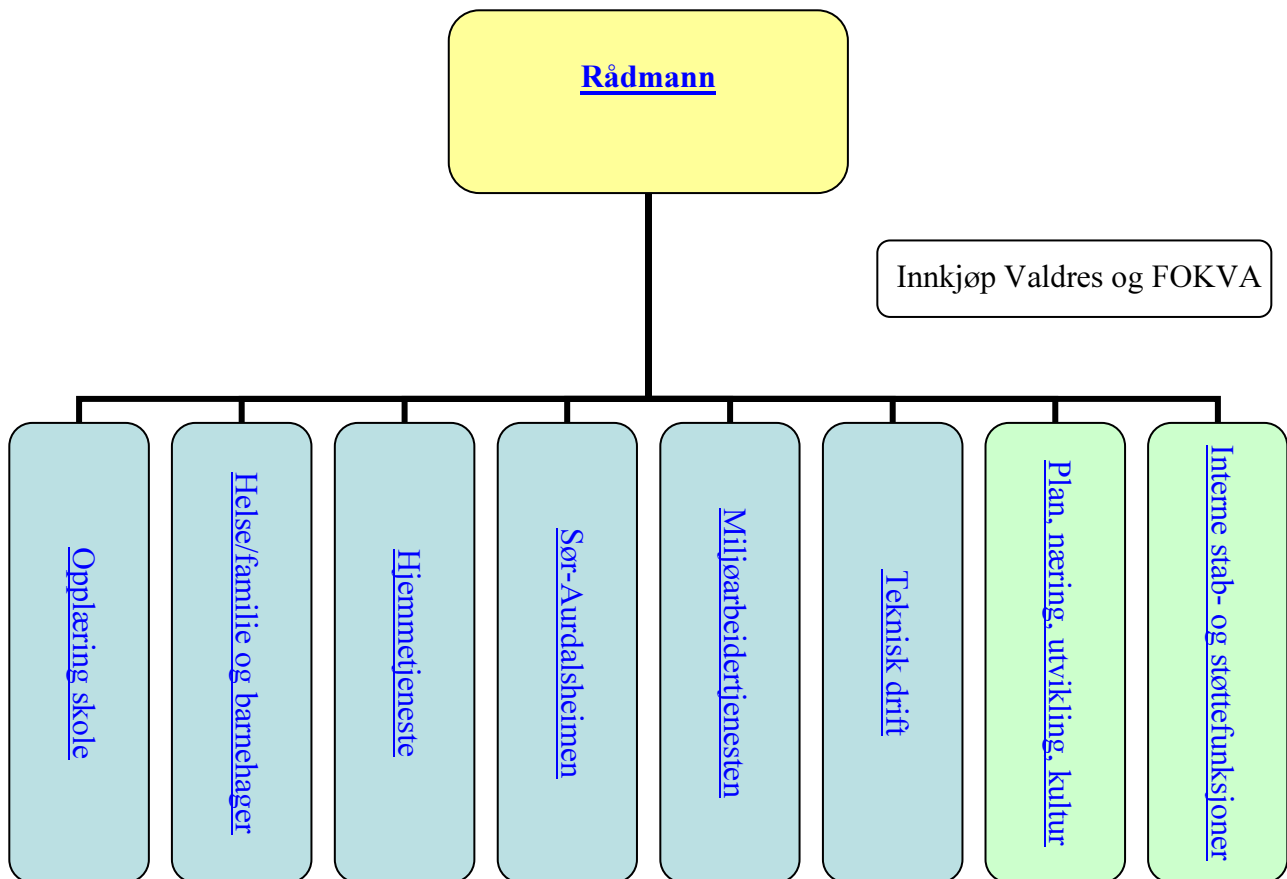 Rådmann
Innkjøp Valdres og FOKVA
Opplæring skole
Helse/familie og barnehager
Hjemmetjeneste
Sør-Aurdalsheimen
Miljøarbeidertjenesten
Teknisk drift
Plan, næring, utvikling, kultur
Interne stab- og støttefunksjoner